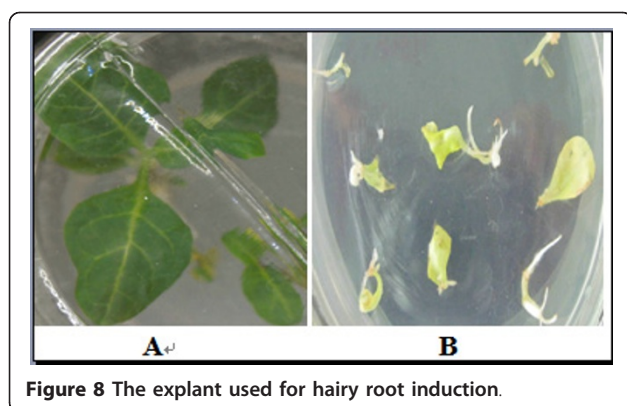 A↵
B
Figure 8 The explant used for hairy root induction.